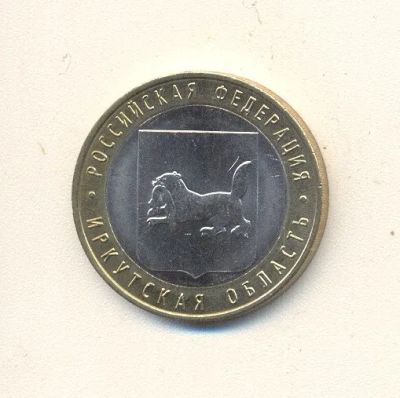 РОССИЙСКАЯ ФЕДЕРАЦИЯ
ИРКУТСКАЯ ОБЛАСТЬ